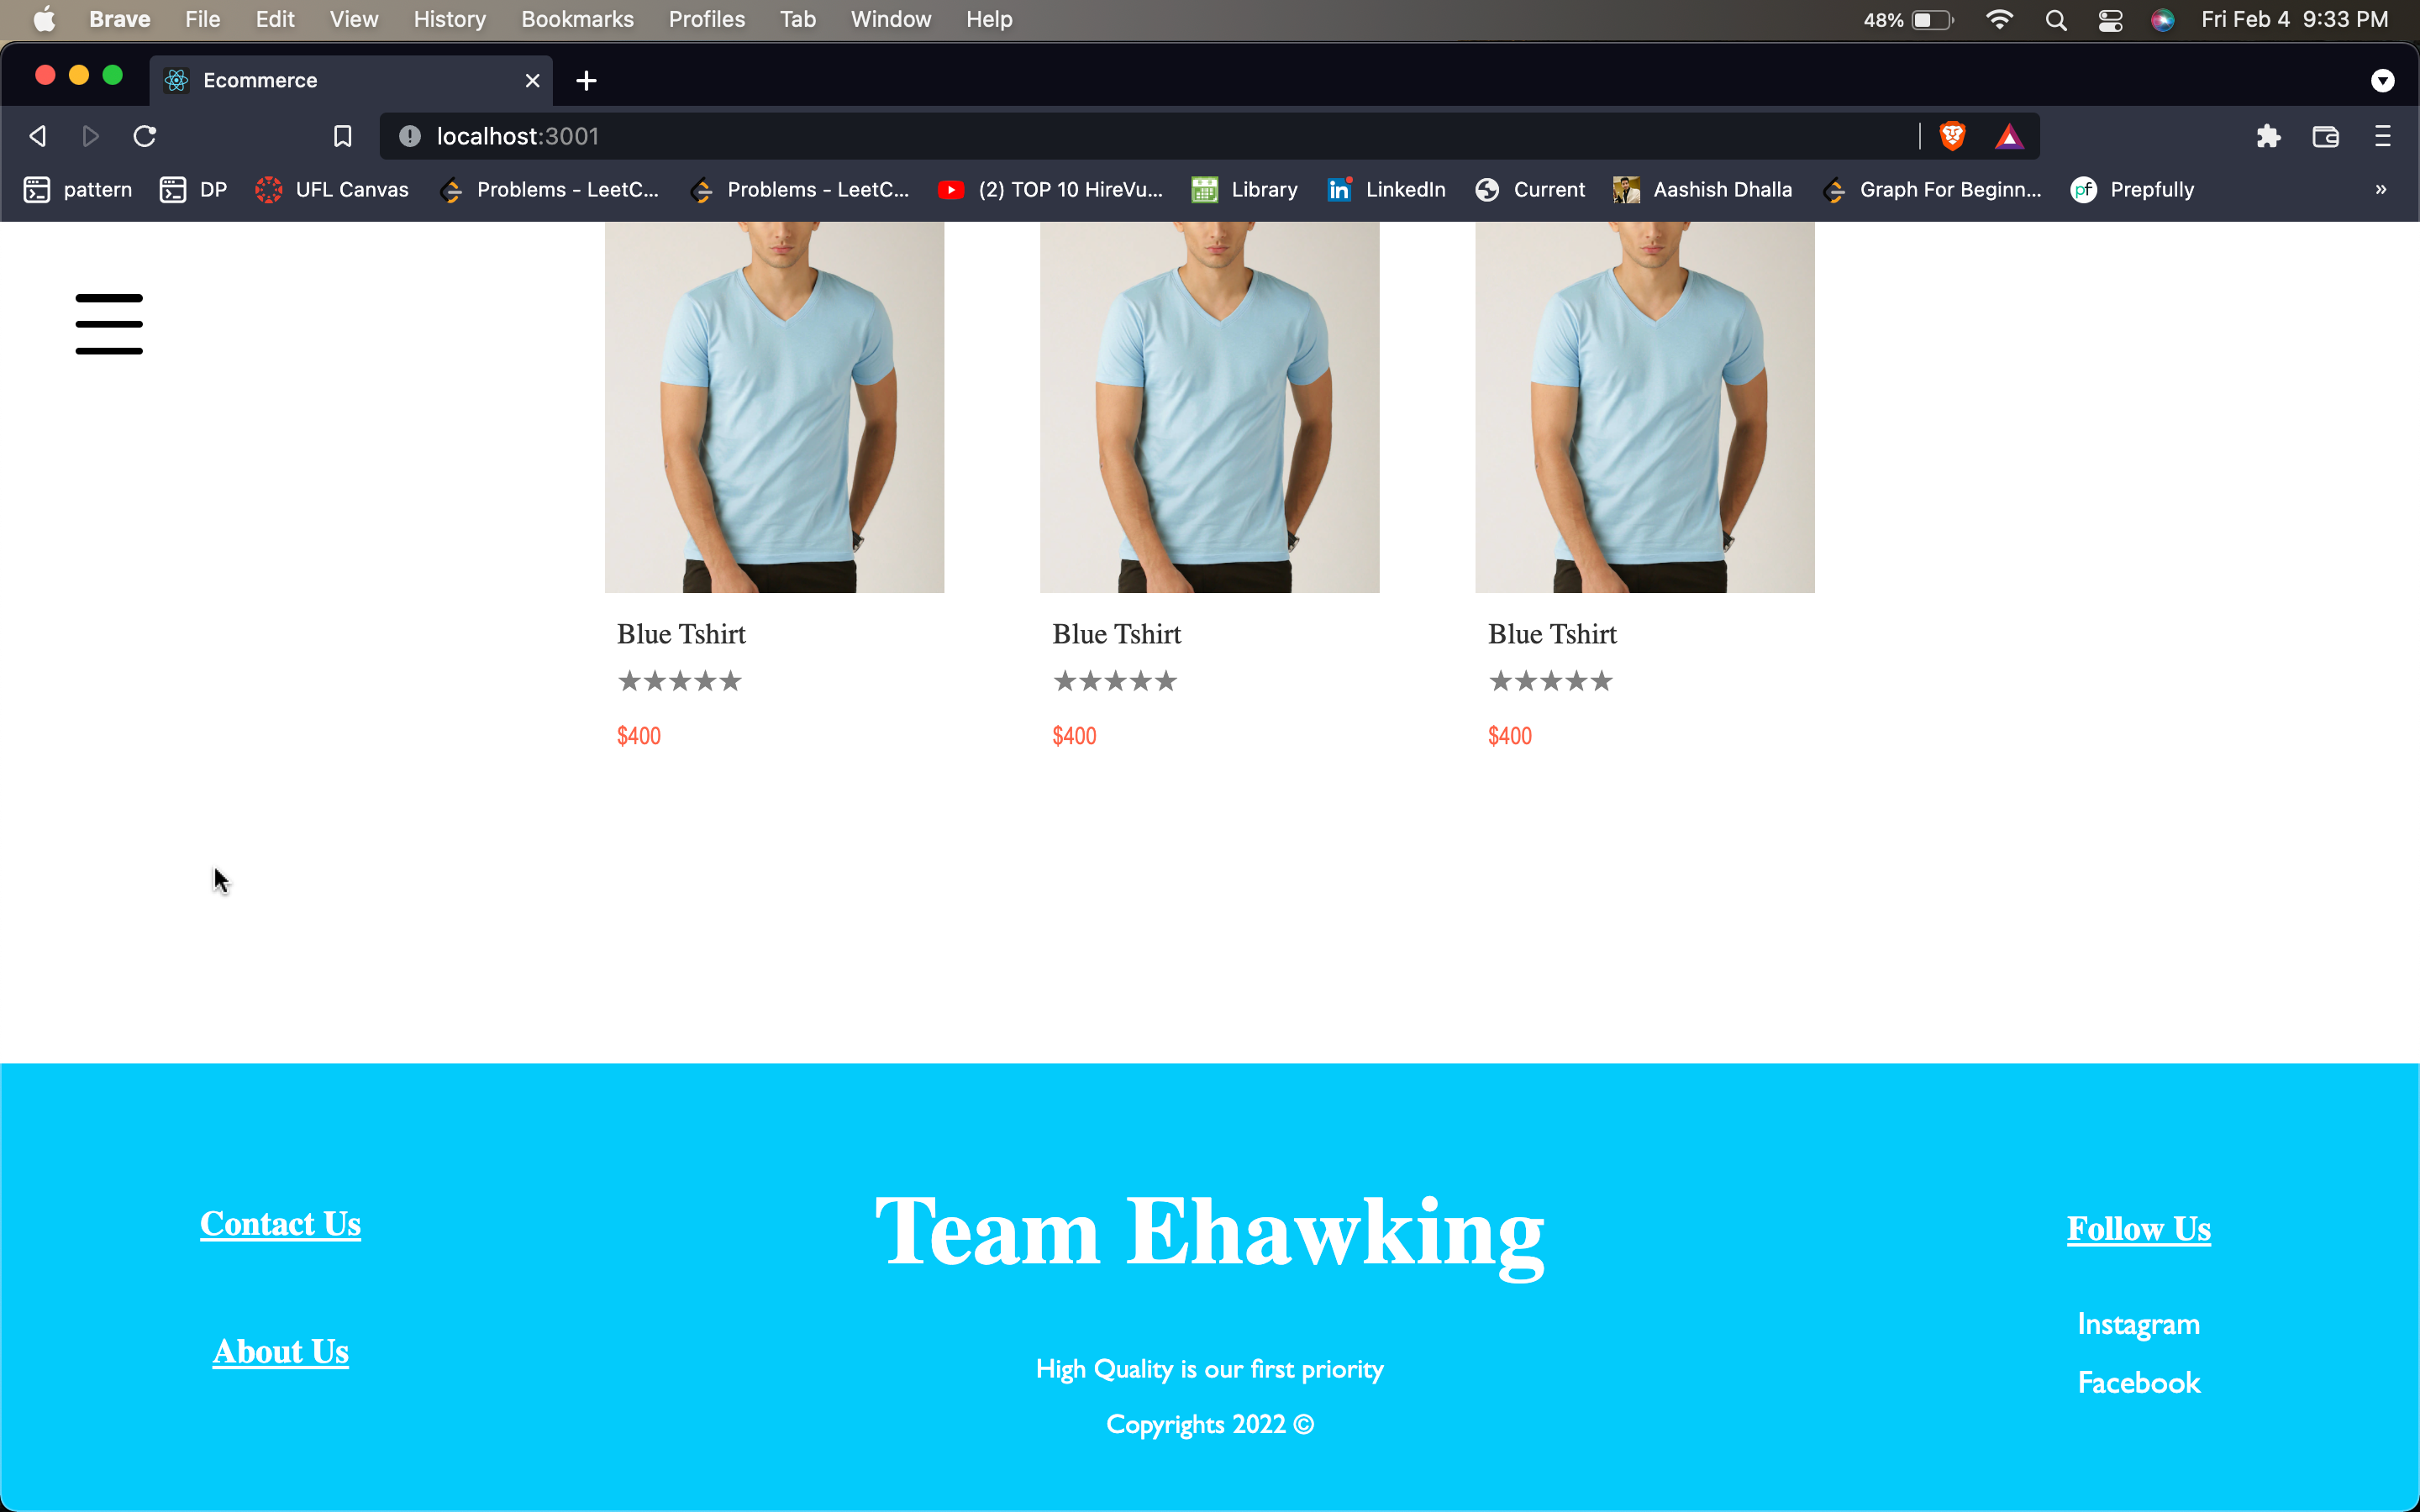 Brave File Edit View History Bookmarks Profiles Tab Window Help 48% Fri Feb 4 9:33 PM
Ecommerce
localhost:3001
pattern DP UFL Canvas Problems - LeetC... Problems - LeetC... (2) TOP 10 HireVu... Library LinkedIn Current Aashish Dhalla Graph For Beginn... Prepfully »
Blue Tshirt Blue Tshirt Blue Tshirt
★★★★★ ★★★★★ ★★★★★
$400 $400 $400
Team Ehawking
Contact Us
Follow Us
About Us
Instagram
High Quality is our first priority
Facebook
Copyrights 2022 ©